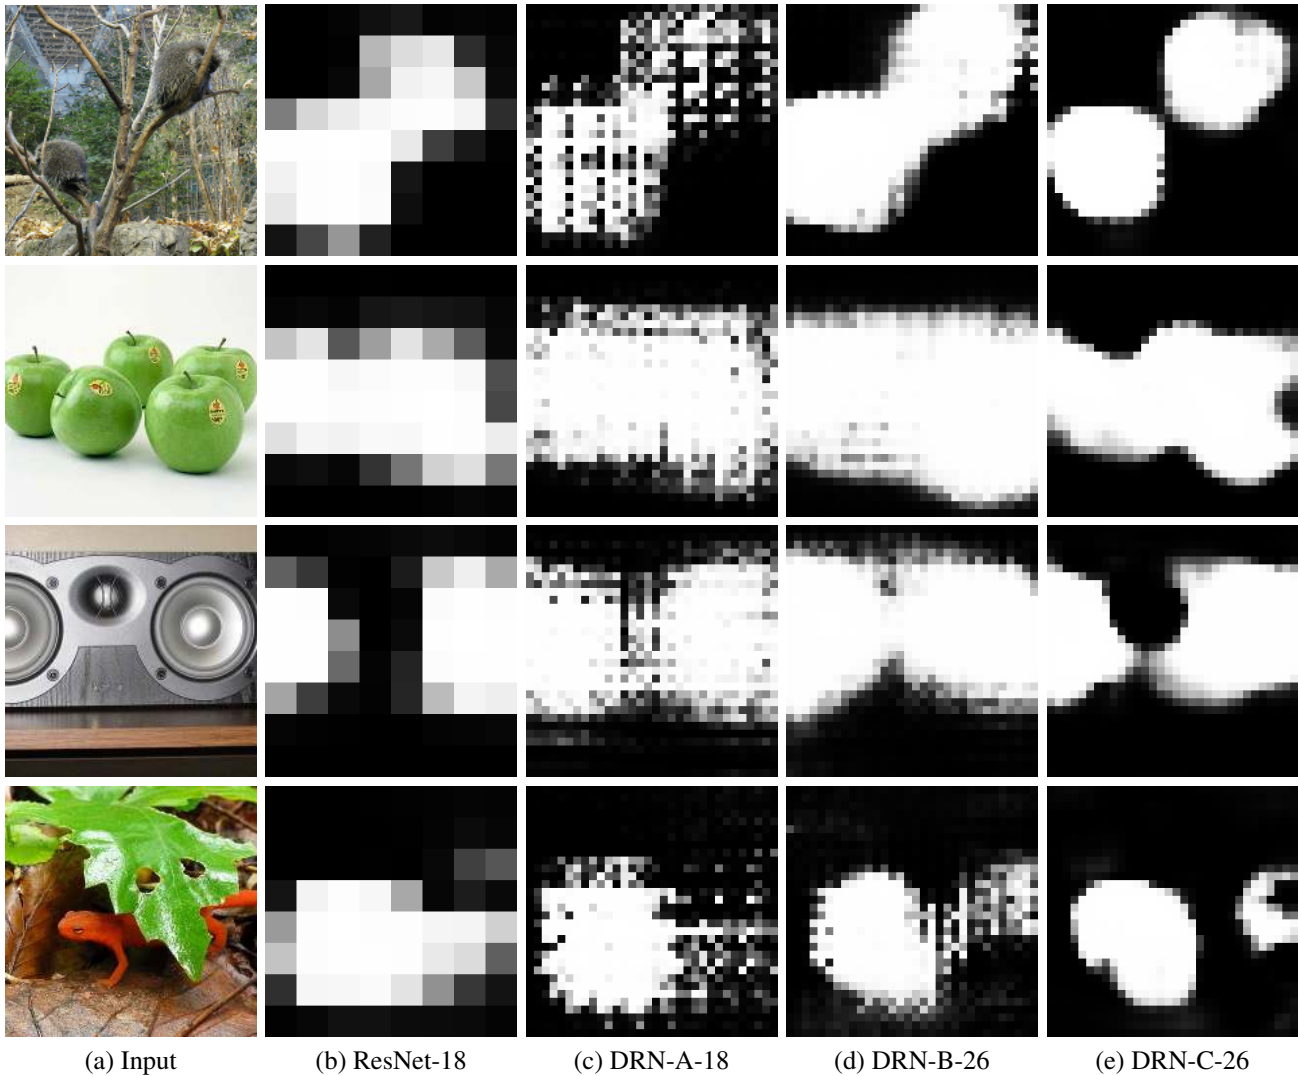 (a) Input
(b) ResNet-18
(c) DRN-A-18
(d) DRN-B-26
(e) DRN-C-26